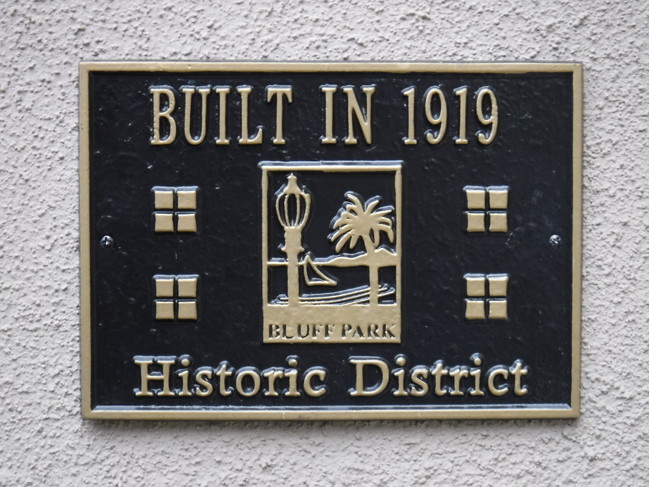 BUILT IN 1919
BLUFF PARK
Historic District